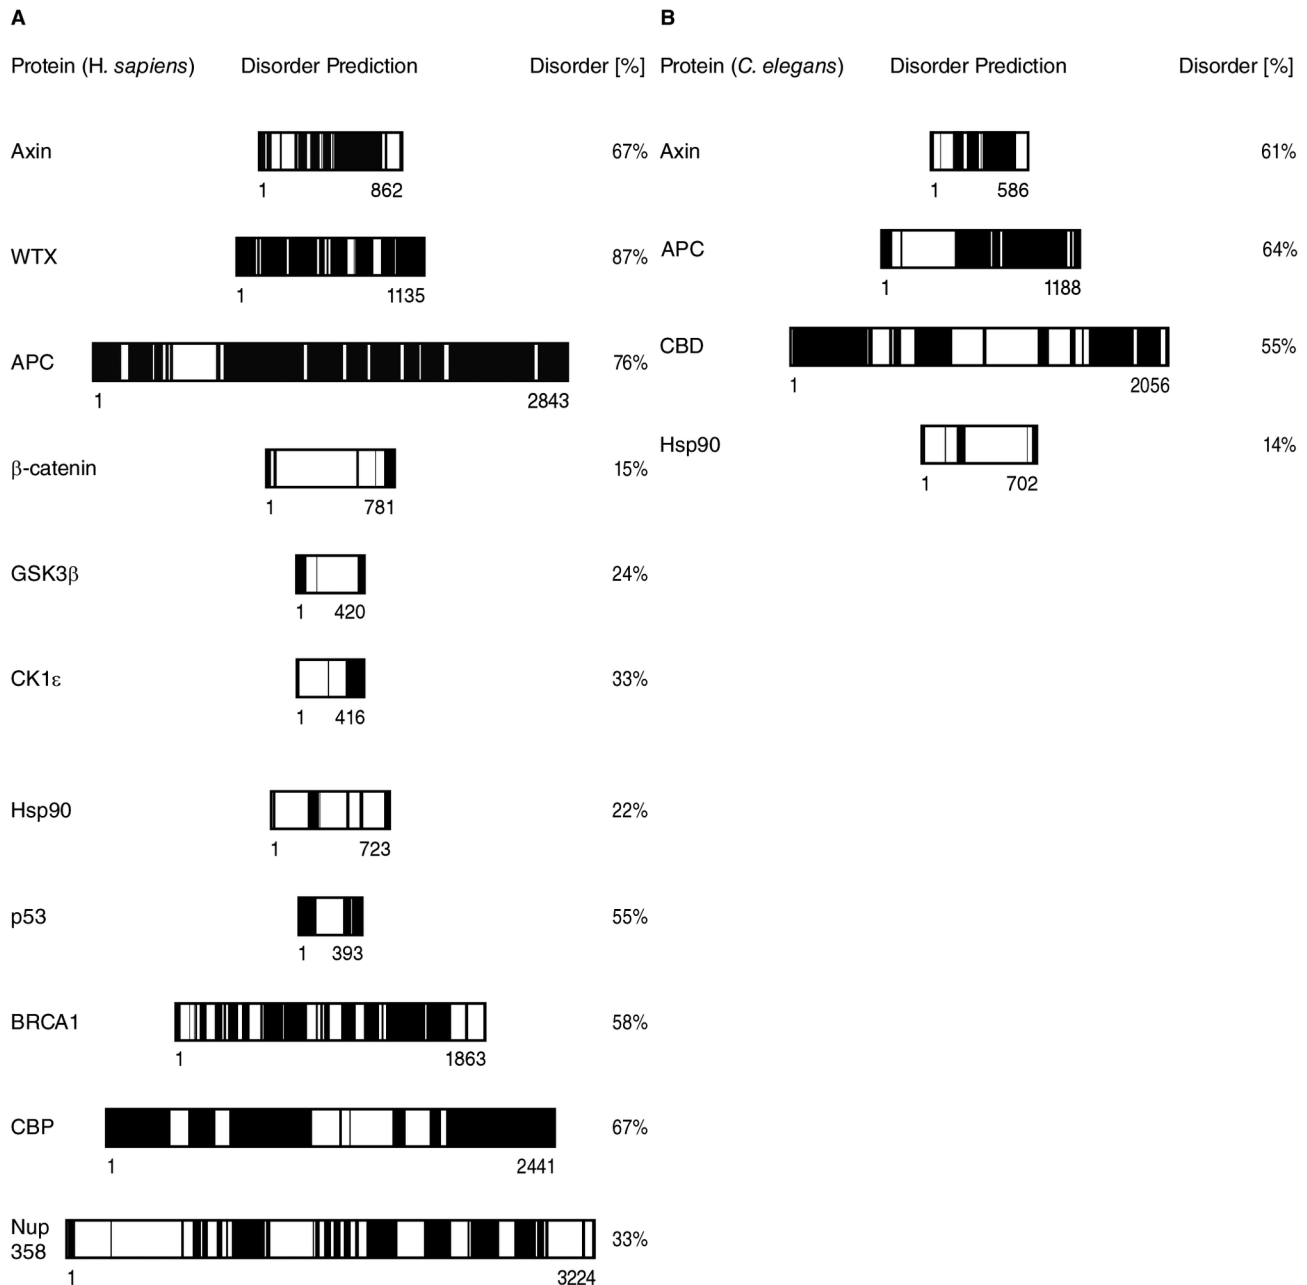 A
Protein (H. sapiens) Disorder Prediction Disorder [%]
Axin 67%
1 862
WTX 87%
1 1135
APC 76%
1 2843
β-catenin 15%
1 781
GSK3β 24%
1 420
CK1ε 33%
1 416
Hsp90 22%
1 723
p53 55%
1 393
BRCA1 58%
1 1863
CBP 67%
1 2441
Nup
358 33%
1 3224
B
Protein (C. elegans) Disorder Prediction Disorder [%]
Axin 61%
1 586
APC 64%
1 1188
CBD 55%
1 2056
Hsp90 14%
1 702